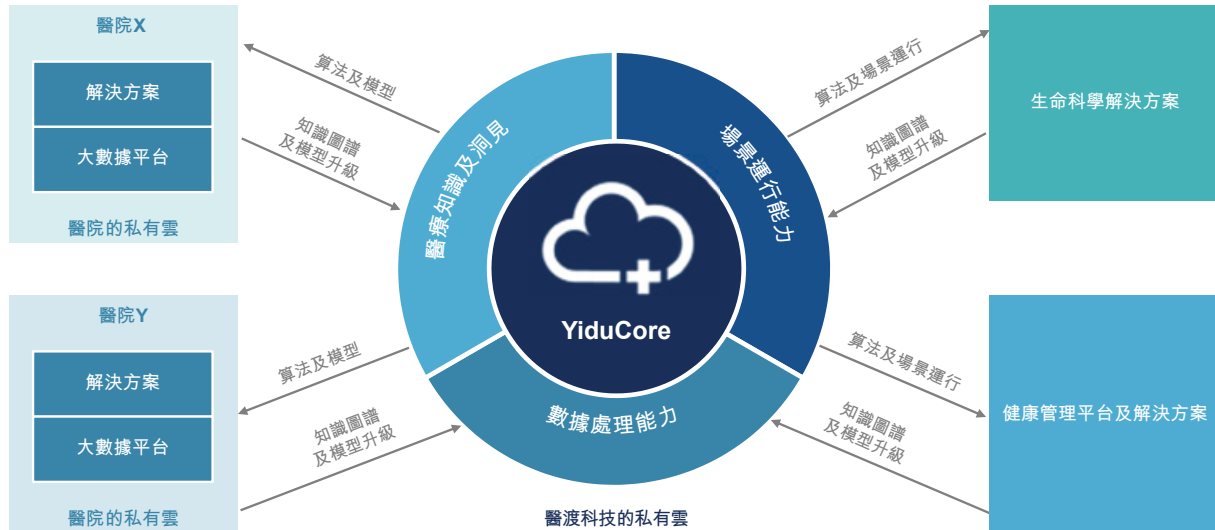 醫院X
解決方案
大數據平台
醫院的私有雲
算法及模型
知識圖譜
及模型升級
醫院Y
解決方案
大數據平台
醫院的私有雲
算法及模型
知識圖譜
及模型升級
醫療知識及洞見
場景運行能力
數據處理能力
YiduCore
醫渡科技的私有雲
算法及場景運行
知識圖譜
及模型升級
生命科學解決方案
算法及場景運行
知識圖譜
及模型升級
健康管理平台及解決方案